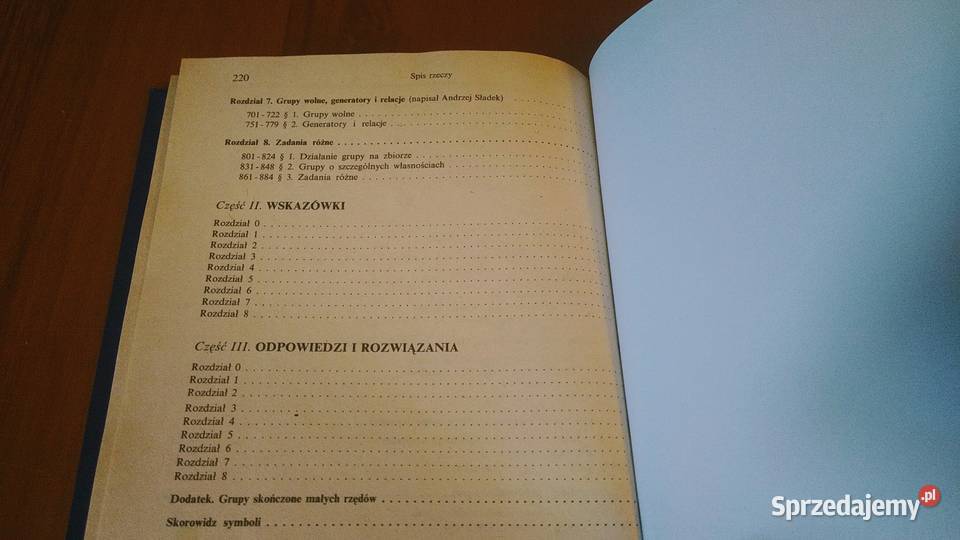 220 Spis rzeczy
Rozdział 7. Grupy wolne, generatory i relacje (napisał Andrzej Sładek)
701-722 § 1. Grupy wolne
751-779 § 2. Generatory i relacje
Rozdział 8. Zadania różne
801-824 § 1. Działanie grupy na zbiorze
831-848 § 2. Grupy o szczególnych własnościach
861-884 § 3. Zadania różne
Część II. WSKAZÓWKI
Rozdział 0
Rozdział 1
Rozdział 2
Rozdział 3
Rozdział 4
Rozdział 5
Rozdział 6
Rozdział 7
Rozdział 8
Część III. ODPOWIEDZI I ROZWIĄZANIA
Rozdział 0
Rozdział 1
Rozdział 2
Rozdział 3
Rozdział 4
Rozdział 5
Rozdział 6
Rozdział 7
Rozdział 8
Dodatek. Grupy skończone małych rzędów
Skorowidz symboli
Sprzedajemy.pl